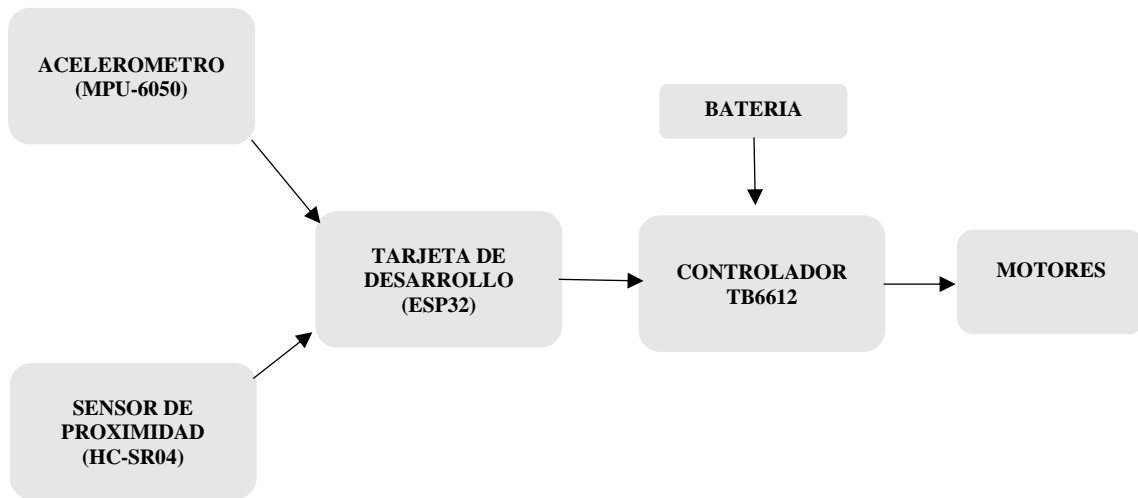 ACELEROMETRO
(MPU-6050)
BATERIA
TARJETA DE
DESARROLLO
(ESP32)
CONTROLADOR
TB6612
MOTORES
SENSOR DE
PROXIMIDAD
(HC-SR04)